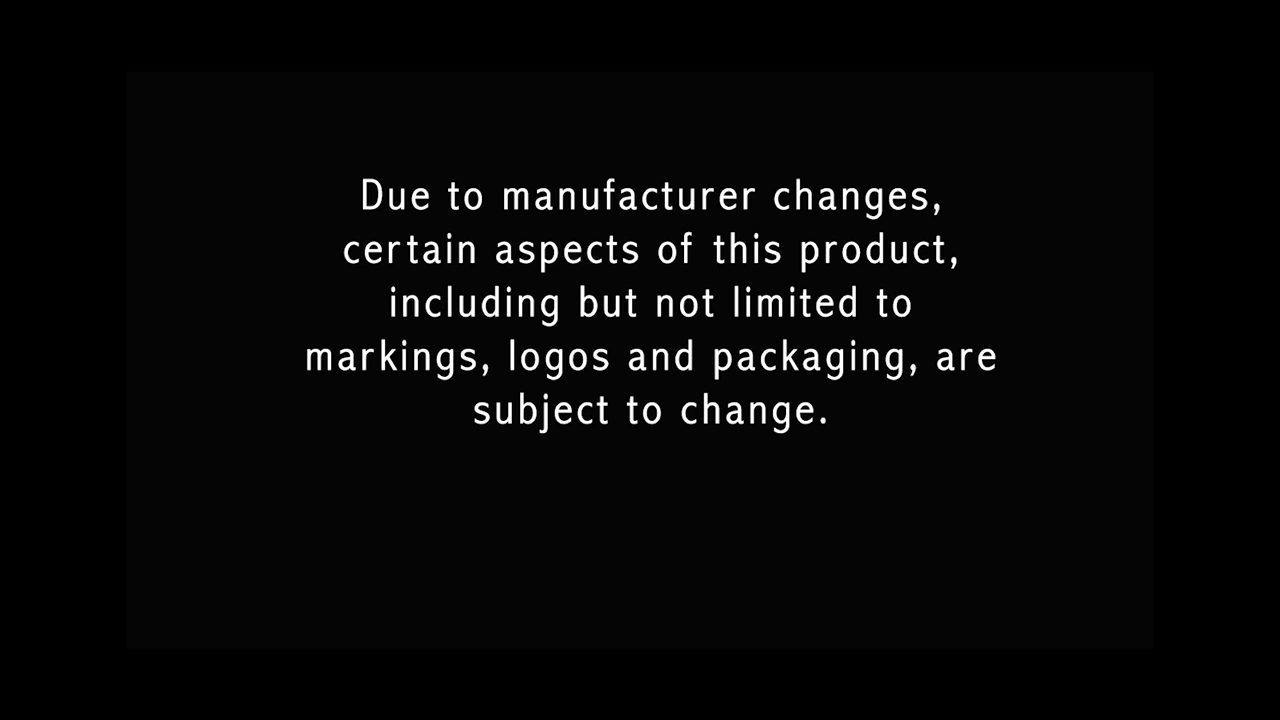 Due to manufacturer changes,
certain aspects of this product,
including but not limited to
markings, logos and packaging, are
subject to change.